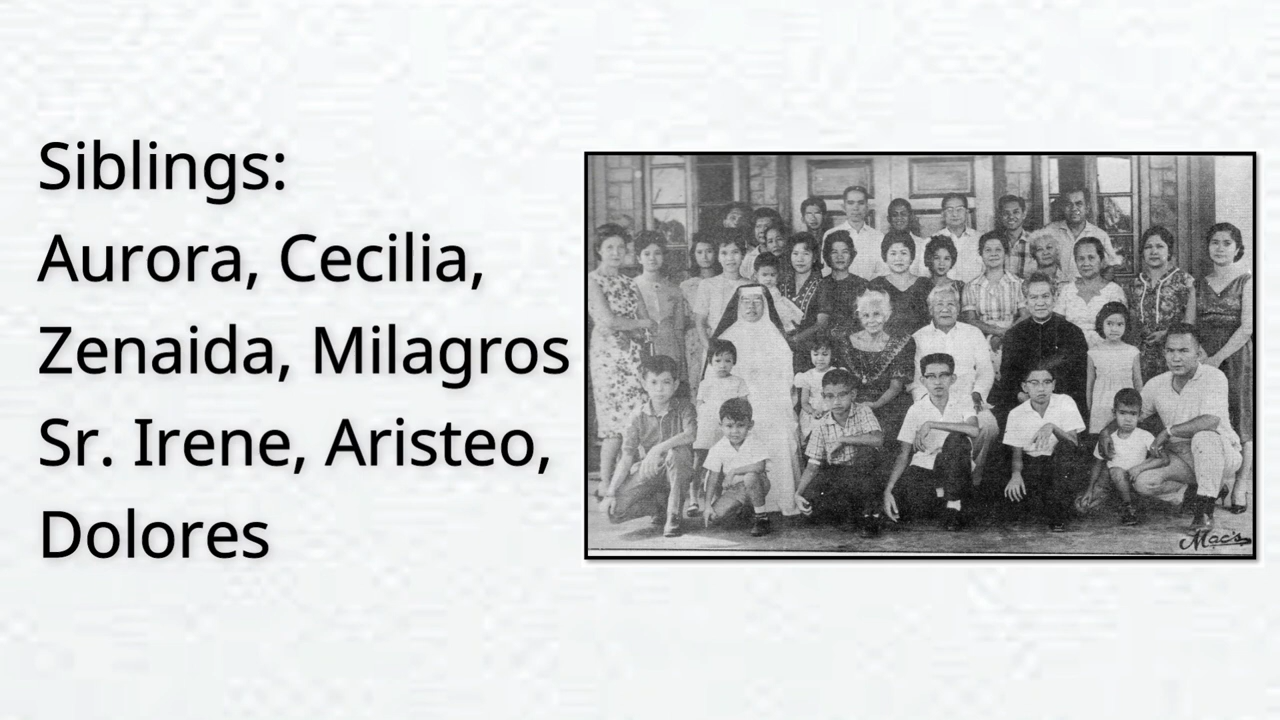 Siblings:
Aurora, Cecilia,
Zenaida, Milagros
Sr. Irene, Aristeo,
Dolores
Mac's